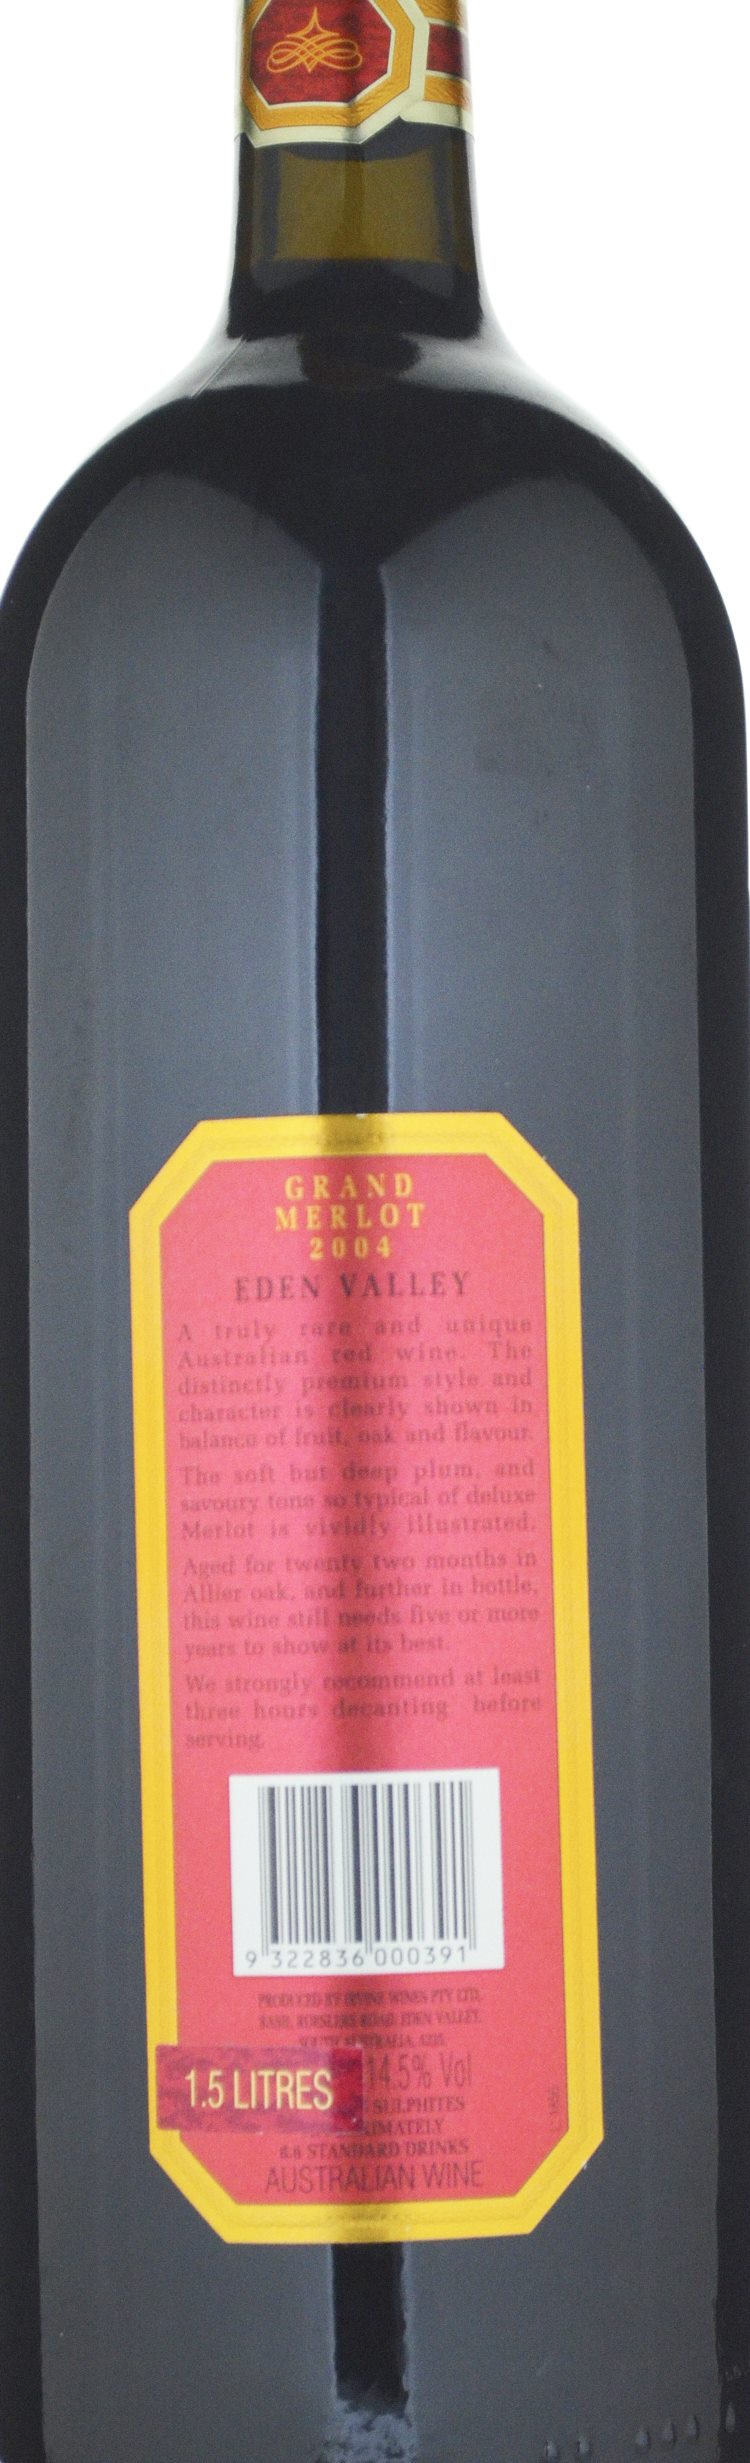 GRAND
MERLOT
2004
EDEN VALLEY
A truly rare and unique
Australian red wine. The
distinctly premium style and
character is clearly shown in
balance of fruit, oak and flavour.
The soft but deep plum, and
savoury tone so typical of deluxe
Merlot is vividly illustrated.
Aged for twenty two months in
Allier oak, and further in bottle,
this wine still needs five or more
years to show at its best.
We strongly recommend at least
three hours decanting before
serving.
9 322836 000391
PRODUCED BY IRVINE WINES PTY LTD,
ROAD, EDEN VALLEY,
SOUTH AUSTRALIA,
1.5 LITRES 14.5% Vol
SULPHITES
STANDARD DRINKS
AUSTRALIAN WINE